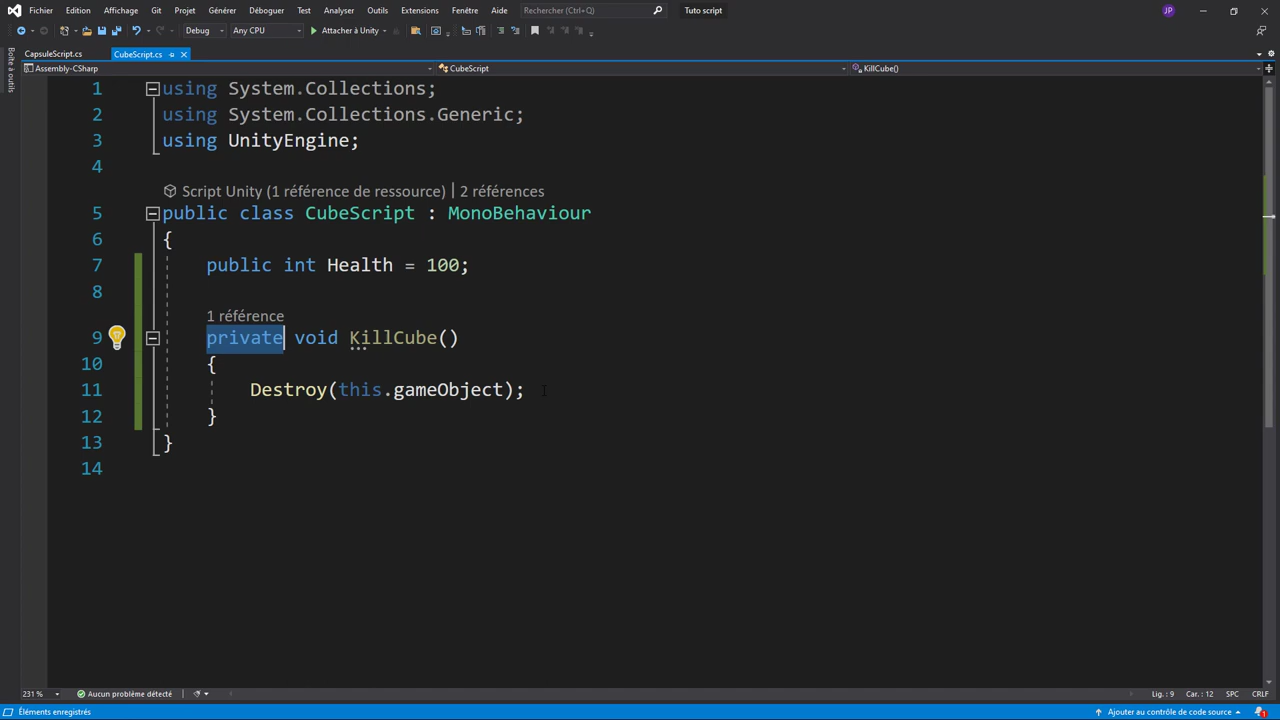 Fichier Edition Affichage Git Projet Générer Déboguer Test Analyser Outils Extensions Fenêtre Aide Rechercher (Ctrl+Q) Tuto script JP
Debug Any CPU Attacher à Unity
Boîte à outils
CapsuleScript.cs CubeScript.cs
Assembly-CSharp CubeScript KillCube()
1 using System.Collections;
2 using System.Collections.Generic;
3 using UnityEngine;
4
Script Unity (1 référence de ressource) | 2 références
5 public class CubeScript : MonoBehaviour
6 {
7 public int Health = 100;
8
1 référence
9 private void KillCube()
10 {
11 Destroy(this.gameObject);
12 }
13 }
14
231 % Aucun problème détecté Lig : 9 Car : 12 SPC CRLF
Éléments enregistrés Ajouter au contrôle de code source 1